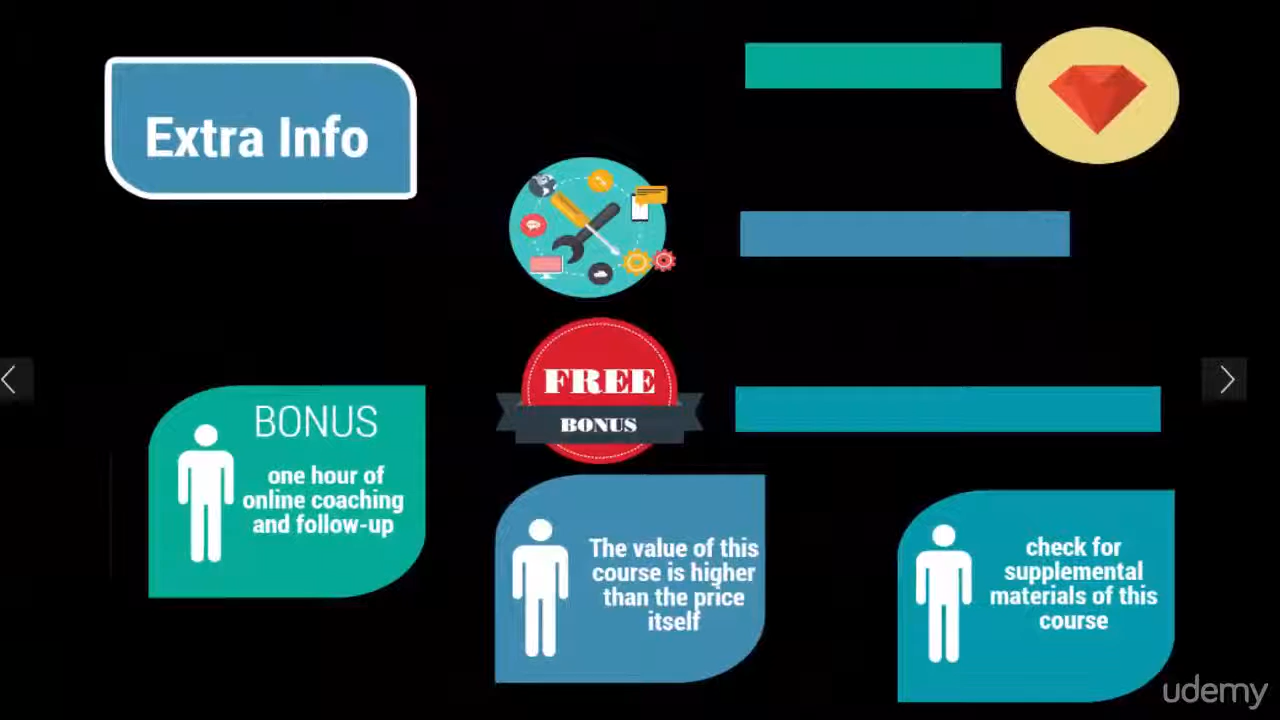 Extra Info
FREE
BONUS
BONUS
one hour of
online coaching
and follow-up
The value of this
course is higher
than the price
itself
check for
supplemental
materials of this
course
udemy